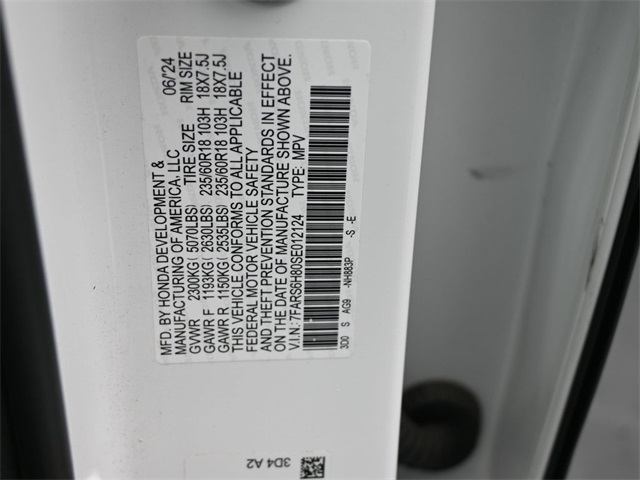 MFD. BY HONDA DEVELOPMENT & 06/24
MANUFACTURING OF AMERICA, LLC
GVWR 2300KG( 5070LBS) TIRE SIZE RIM SIZE
GAWR F 1193KG( 2630LBS) 235/60R18 103H 18X7.5J
GAWR R 1150KG( 2536LBS) 235/60R18 103H 18X7.5J
THIS VEHICLE CONFORMS TO ALL APPLICABLE
FEDERAL MOTOR VEHICLE SAFETY
AND THEFT PREVENTION STANDARDS IN EFFECT
ON THE DATE OF MANUFACTURE SHOWN ABOVE.
V.I.N.: 7FARS6H80SE012124 TYPE: MPV
3D0 S AG9 -NH883P -S -E
3D4 A2